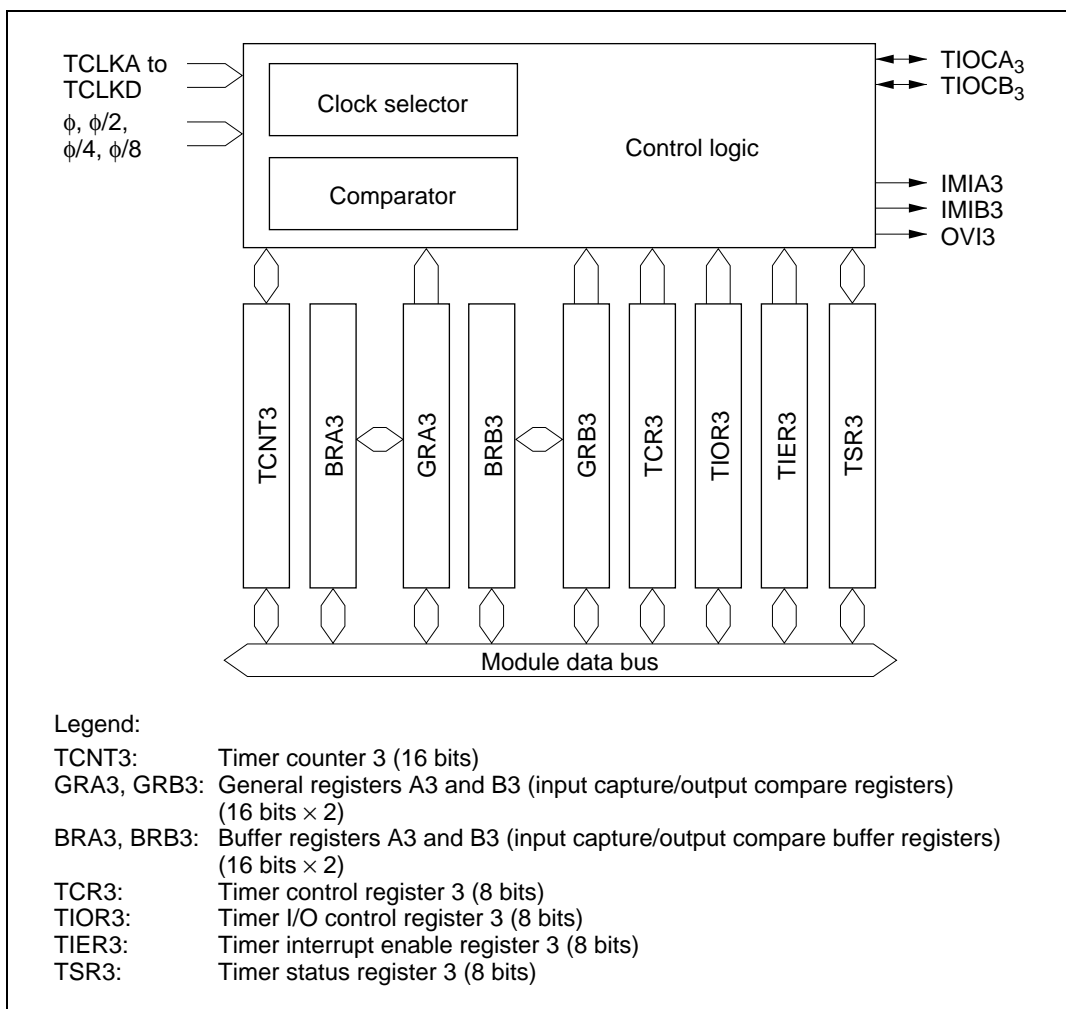 TCLKA to
TCLKD
ϕ, ϕ/2,
ϕ/4, ϕ/8
Clock selector
Comparator
Control logic
TIOCA3
TIOCB3
IMIA3
IMIB3
OVI3
TCNT3
BRA3
GRA3
BRB3
GRB3
TCR3
TIOR3
TIER3
TSR3
Module data bus
Legend:
TCNT3: Timer counter 3 (16 bits)
GRA3, GRB3: General registers A3 and B3 (input capture/output compare registers)
(16 bits × 2)
BRA3, BRB3: Buffer registers A3 and B3 (input capture/output compare buffer registers)
(16 bits × 2)
TCR3: Timer control register 3 (8 bits)
TIOR3: Timer I/O control register 3 (8 bits)
TIER3: Timer interrupt enable register 3 (8 bits)
TSR3: Timer status register 3 (8 bits)